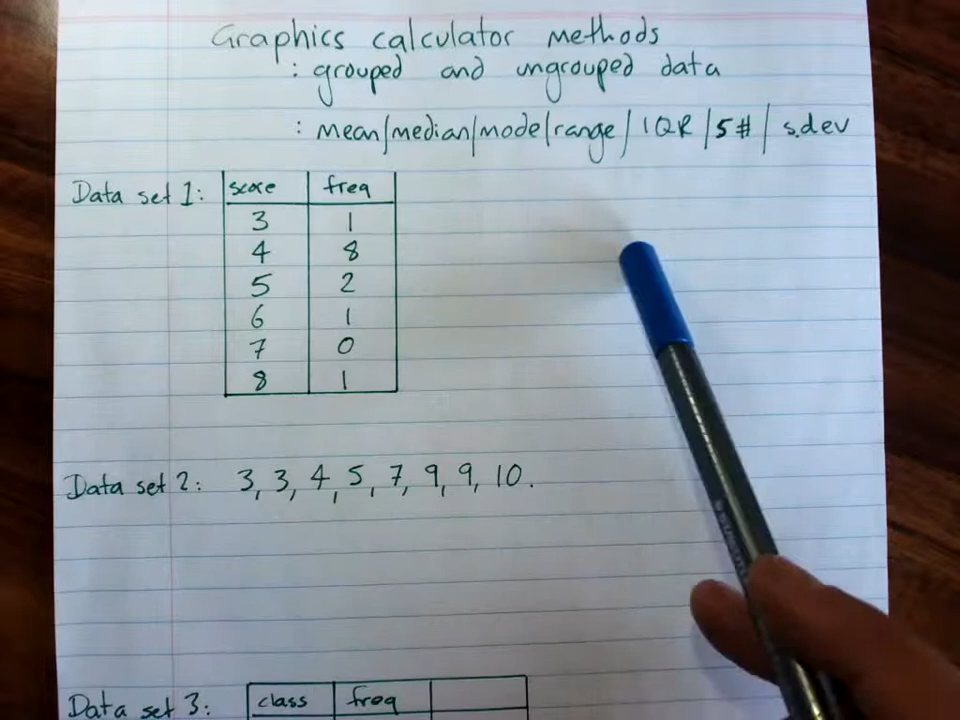 Graphics calculator methods
: grouped and ungrouped data
: mean/median/mode/range/IQR/5#/s.dev
Data set 1: score freq
3 1
4 8
5 2
6 1
7 0
8 1
Data set 2: 3, 3, 4, 5, 7, 9, 9, 10.
Data set 3: class freq